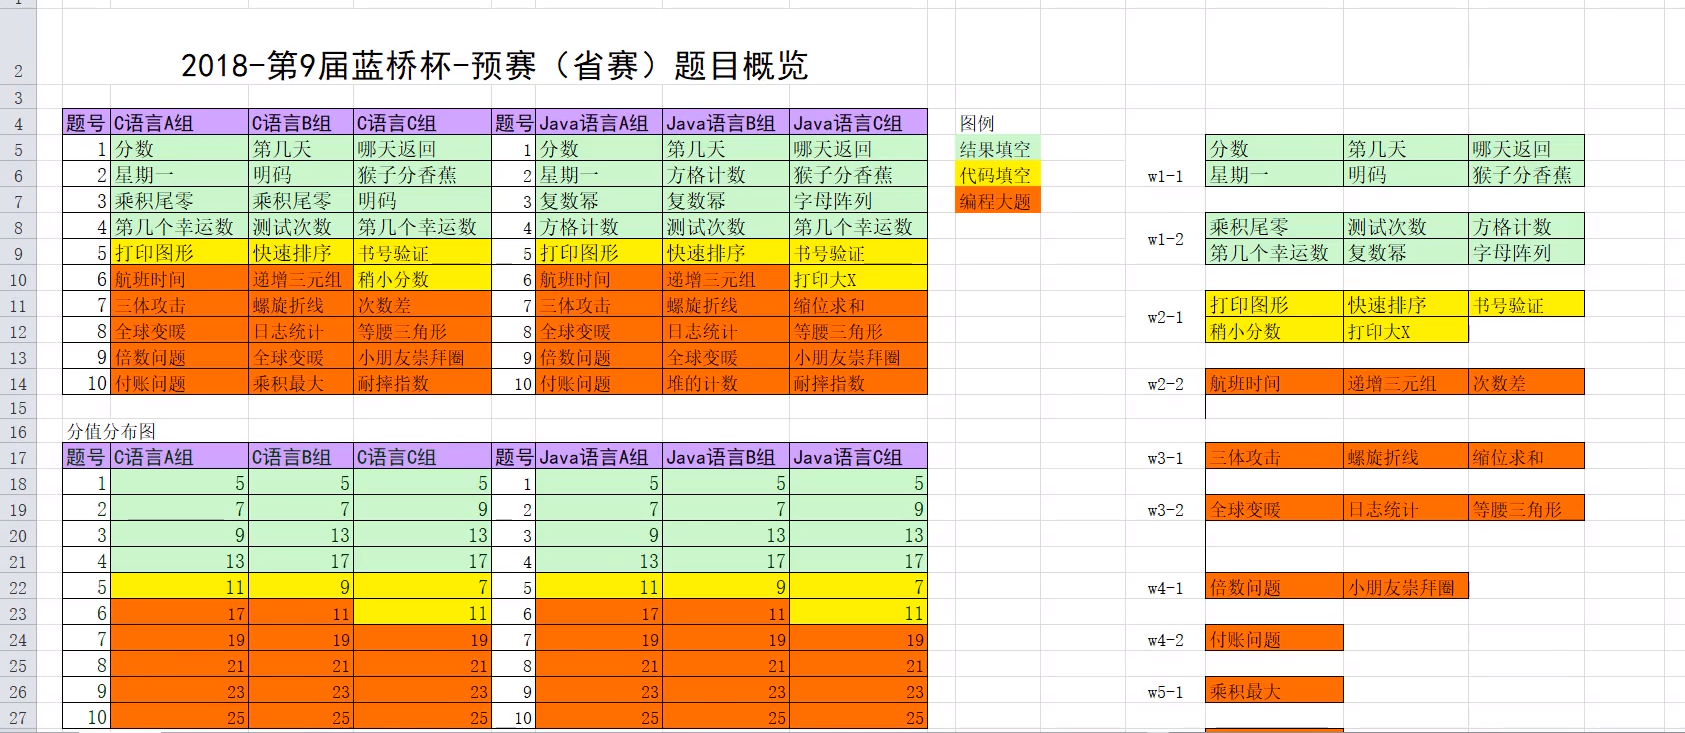 2018-第9届蓝桥杯-预赛（省赛）题目概览
2
3
4 题号 C语言A组 C语言B组 C语言C组 题号 Java语言A组 Java语言B组 Java语言C组 图例
5 1 分数 第几天 哪天返回 1 分数 第几天 哪天返回 结果填空 分数 第几天 哪天返回
6 2 星期一 明码 猴子分香蕉 2 星期一 方格计数 猴子分香蕉 代码填空 w1-1 星期一 明码 猴子分香蕉
7 3 乘积尾零 乘积尾零 明码 3 复数幂 复数幂 字母阵列 编程大题
8 4 第几个幸运数 测试次数 第几个幸运数 4 方格计数 测试次数 第几个幸运数 w1-2 乘积尾零 测试次数 方格计数
9 5 打印图形 快速排序 书号验证 5 打印图形 快速排序 书号验证 第几个幸运数 复数幂 字母阵列
10 6 航班时间 递增三元组 稍小分数 6 航班时间 递增三元组 打印大X
11 7 三体攻击 螺旋折线 次数差 7 三体攻击 螺旋折线 缩位求和 w2-1 打印图形 快速排序 书号验证
12 8 全球变暖 日志统计 等腰三角形 8 全球变暖 日志统计 等腰三角形 稍小分数 打印大X
13 9 倍数问题 全球变暖 小朋友崇拜圈 9 倍数问题 全球变暖 小朋友崇拜圈
14 10 付账问题 乘积最大 耐摔指数 10 付账问题 堆的计数 耐摔指数 w2-2 航班时间 递增三元组 次数差
15
16 分值分布图
17 题号 C语言A组 C语言B组 C语言C组 题号 Java语言A组 Java语言B组 Java语言C组 w3-1 三体攻击 螺旋折线 缩位求和
18 1 5 5 5 1 5 5 5
19 2 7 7 9 2 7 7 9 w3-2 全球变暖 日志统计 等腰三角形
20 3 9 13 13 3 9 13 13
21 4 13 17 17 4 13 17 17
22 5 11 9 7 5 11 9 7 w4-1 倍数问题 小朋友崇拜圈
23 6 17 11 11 6 17 11 11
24 7 19 19 19 7 19 19 19 w4-2 付账问题
25 8 21 21 21 8 21 21 21
26 9 23 23 23 9 23 23 23 w5-1 乘积最大
27 10 25 25 25 10 25 25 25